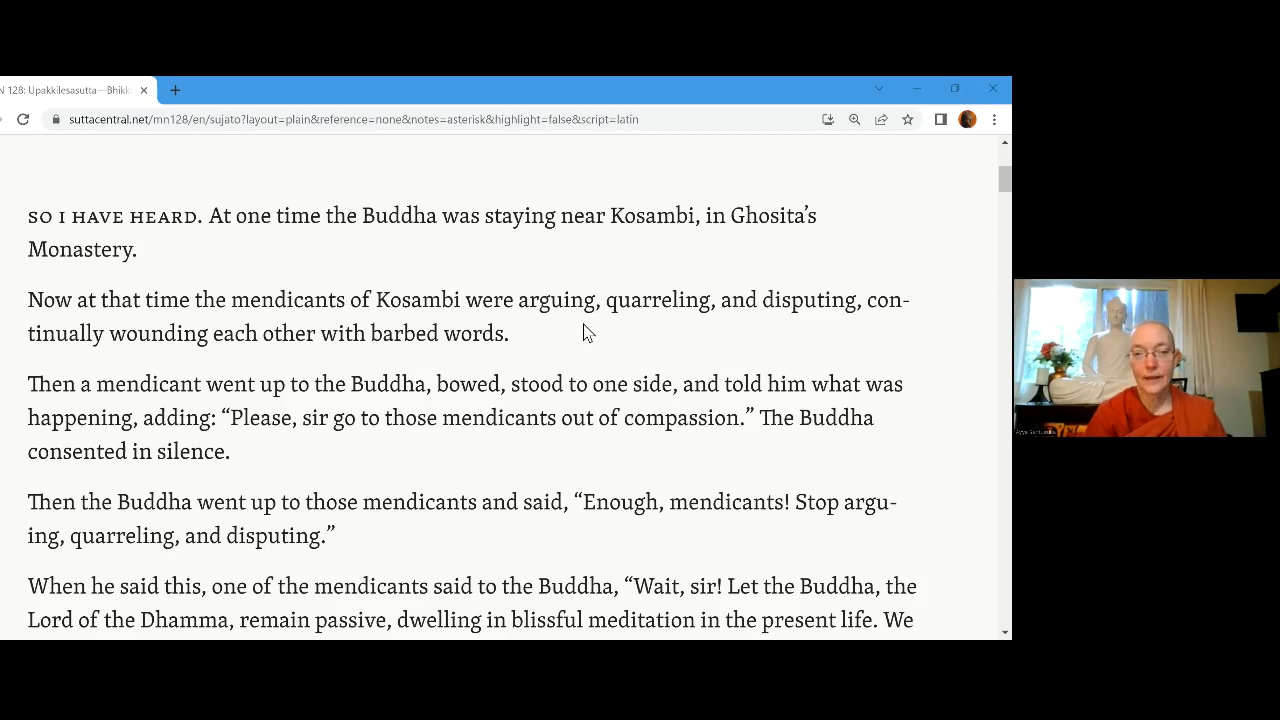 N 128: Upakkilesasutta—Bhikk
suttacentral.net/mn128/en/sujato?layout=plain&reference=none&notes=asterisk&highlight=false&script=latin
SO I HAVE HEARD. At one time the Buddha was staying near Kosambi, in Ghosita’s
Monastery.
Now at that time the mendicants of Kosambi were arguing, quarreling, and disputing, con-
tinually wounding each other with barbed words.
Then a mendicant went up to the Buddha, bowed, stood to one side, and told him what was
happening, adding: “Please, sir go to those mendicants out of compassion.” The Buddha
consented in silence.
Then the Buddha went up to those mendicants and said, “Enough, mendicants! Stop argu-
ing, quarreling, and disputing.”
When he said this, one of the mendicants said to the Buddha, “Wait, sir! Let the Buddha, the
Lord of the Dhamma, remain passive, dwelling in blissful meditation in the present life. We
Ayya Santussika